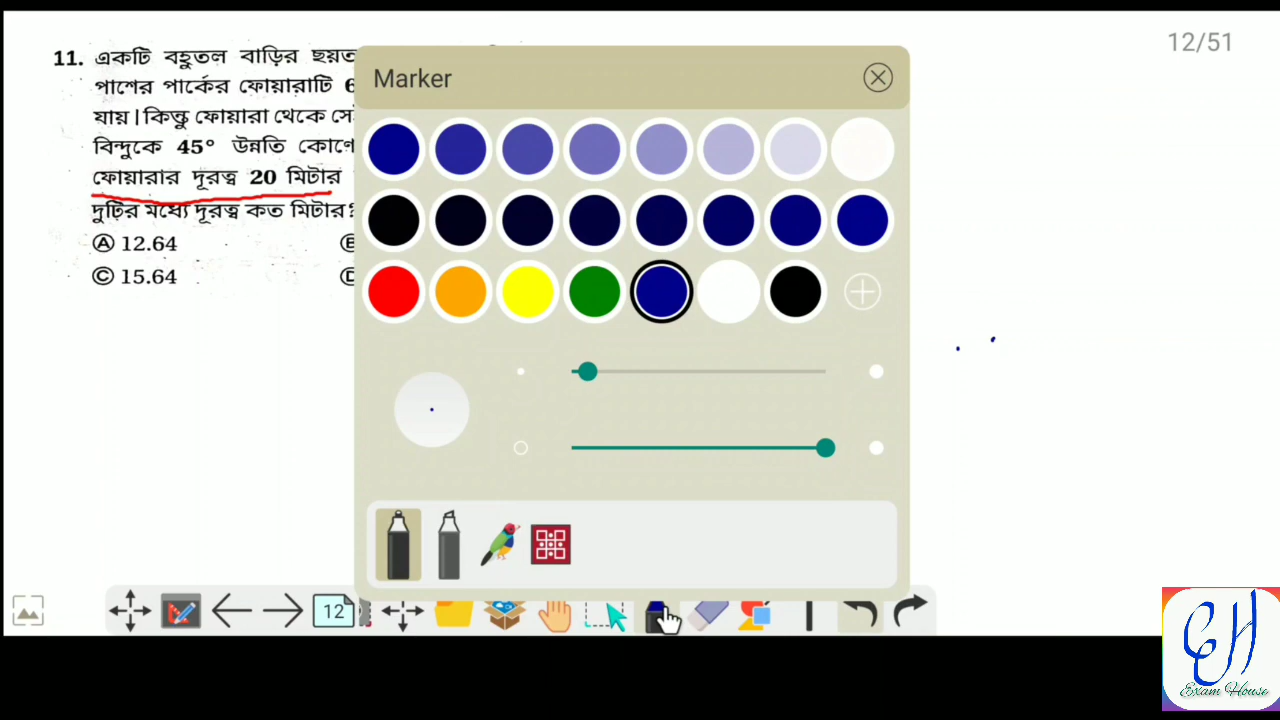 12/51
11. একটি বহুতল বাড়ির ছয়ত
Marker
পাশের পার্কের ফোয়ারাটি 6
যায়। কিন্তু ফোয়ারা থেকে সে
বিন্দুকে 45° উন্নতি কোণে
ফোয়ারার দূরত্ব 20 মিটার
দুটির মধ্যে দূরত্ব কত মিটার?
Ⓐ 12.64
Ⓒ 15.64
12
EH
Exam House